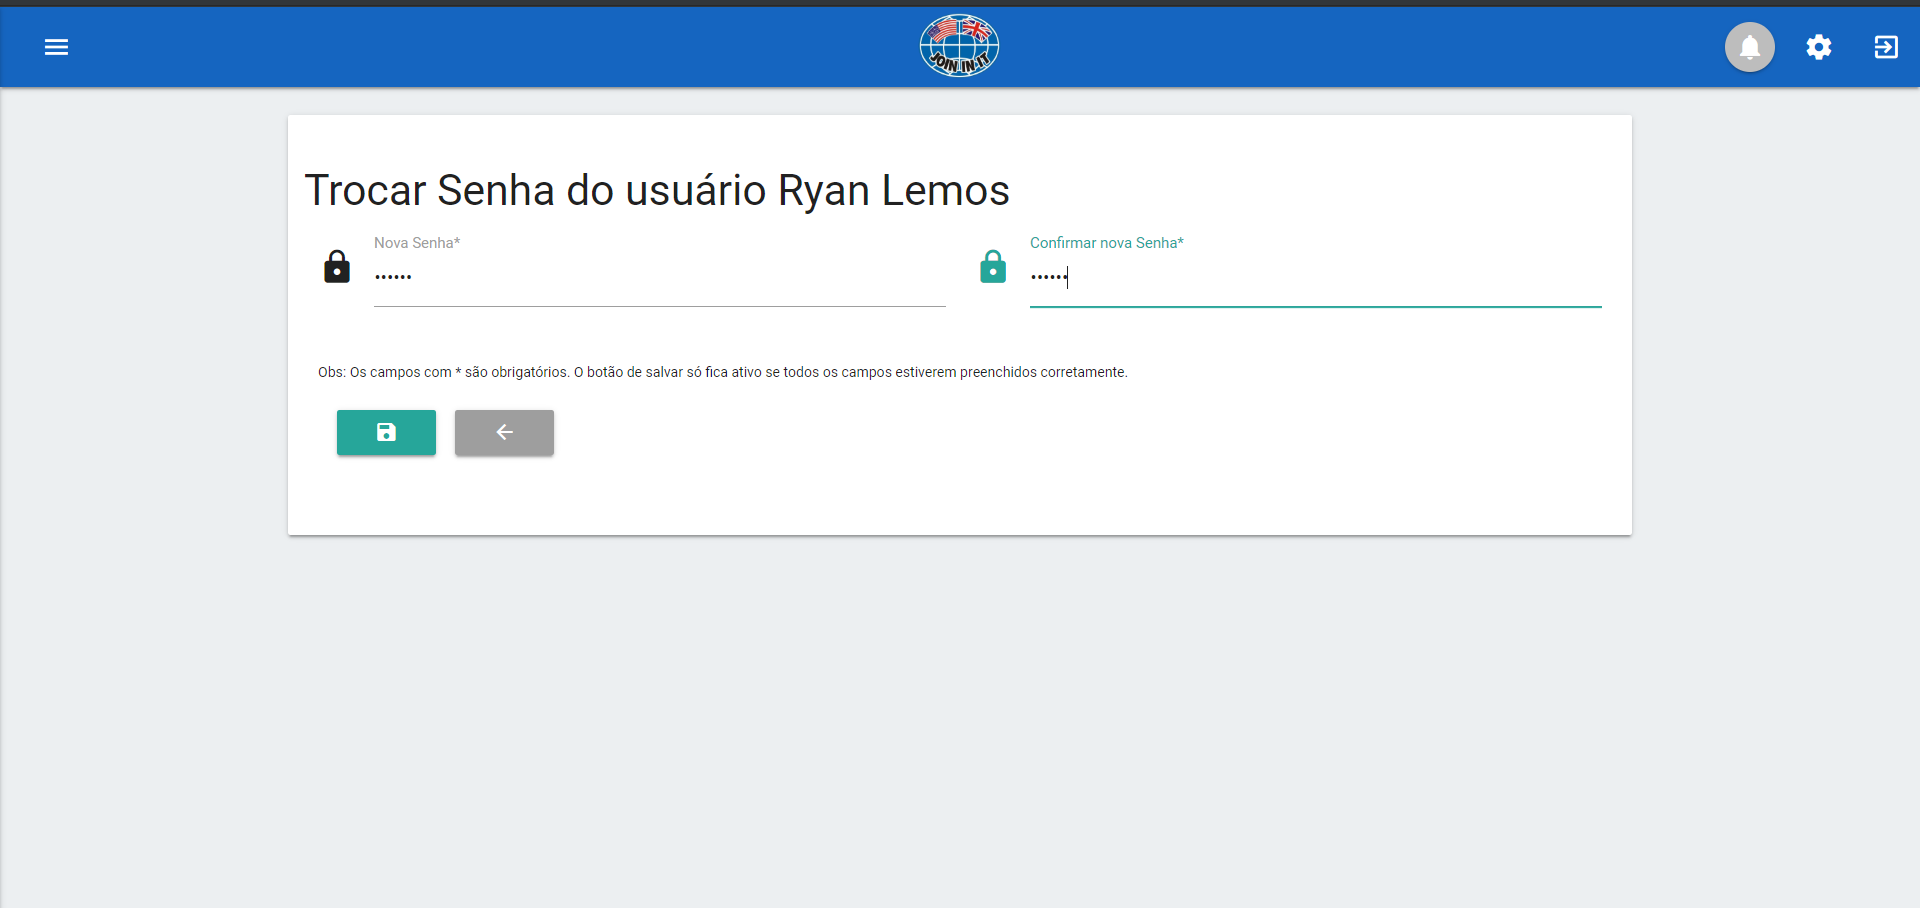 JOIN IN IT
Trocar Senha do usuário Ryan Lemos
Nova Senha*
••••••
Confirmar nova Senha*
••••••
Obs: Os campos com * são obrigatórios. O botão de salvar só fica ativo se todos os campos estiverem preenchidos corretamente.